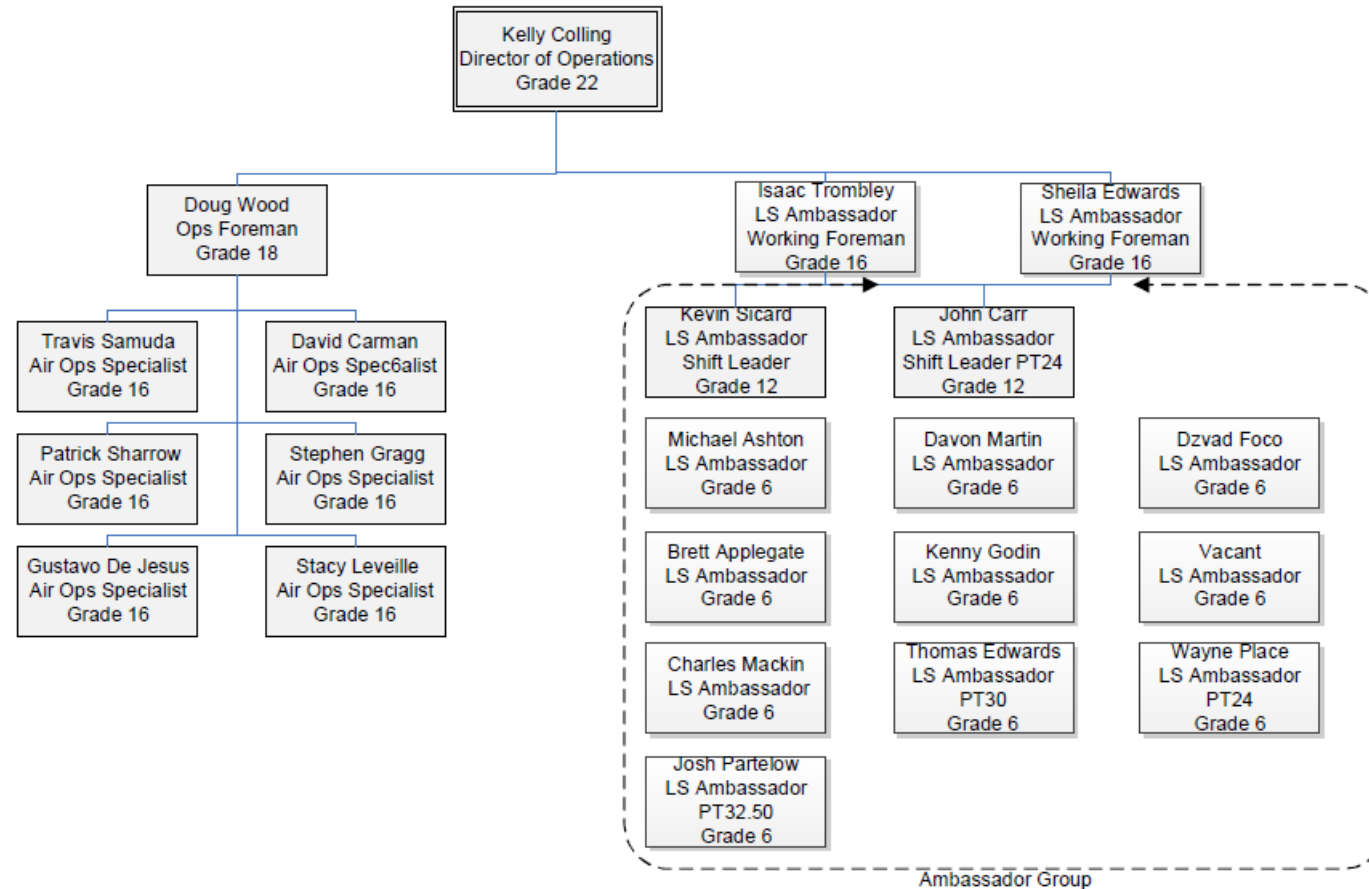 Kelly Colling
Director of Operations
Grade 22
Doug Wood
Ops Foreman
Grade 18
Isaac Trombley
LS Ambassador
Working Foreman
Grade 16
Sheila Edwards
LS Ambassador
Working Foreman
Grade 16
Travis Samuda
Air Ops Specialist
Grade 16
David Carman
Air Ops Spec6alist
Grade 16
Patrick Sharrow
Air Ops Specialist
Grade 16
Stephen Gragg
Air Ops Specialist
Grade 16
Gustavo De Jesus
Air Ops Specialist
Grade 16
Stacy Leveille
Air Ops Specialist
Grade 16
Kevin Sicard
LS Ambassador
Shift Leader
Grade 12
John Carr
LS Ambassador
Shift Leader PT24
Grade 12
Michael Ashton
LS Ambassador
Grade 6
Davon Martin
LS Ambassador
Grade 6
Dzvad Foco
LS Ambassador
Grade 6
Brett Applegate
LS Ambassador
Grade 6
Kenny Godin
LS Ambassador
Grade 6
Vacant
LS Ambassador
Grade 6
Charles Mackin
LS Ambassador
Grade 6
Thomas Edwards
LS Ambassador
PT30
Grade 6
Wayne Place
LS Ambassador
PT24
Grade 6
Josh Partelow
LS Ambassador
PT32.50
Grade 6
Ambassador Group